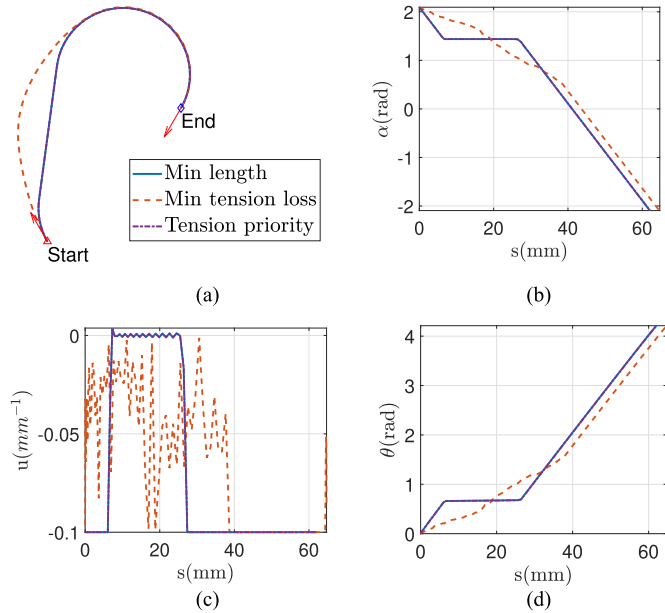 End
Start
Min length
Min tension loss
Tension priority
(a)
2
1
0
-1
-2
α(rad)
0 20 40 60
s(mm)
(b)
0
-0.05
-0.1
u(mm⁻¹)
0 20 40 60
s(mm)
(c)
4
3
2
1
0
θ(rad)
0 20 40 60
s(mm)
(d)